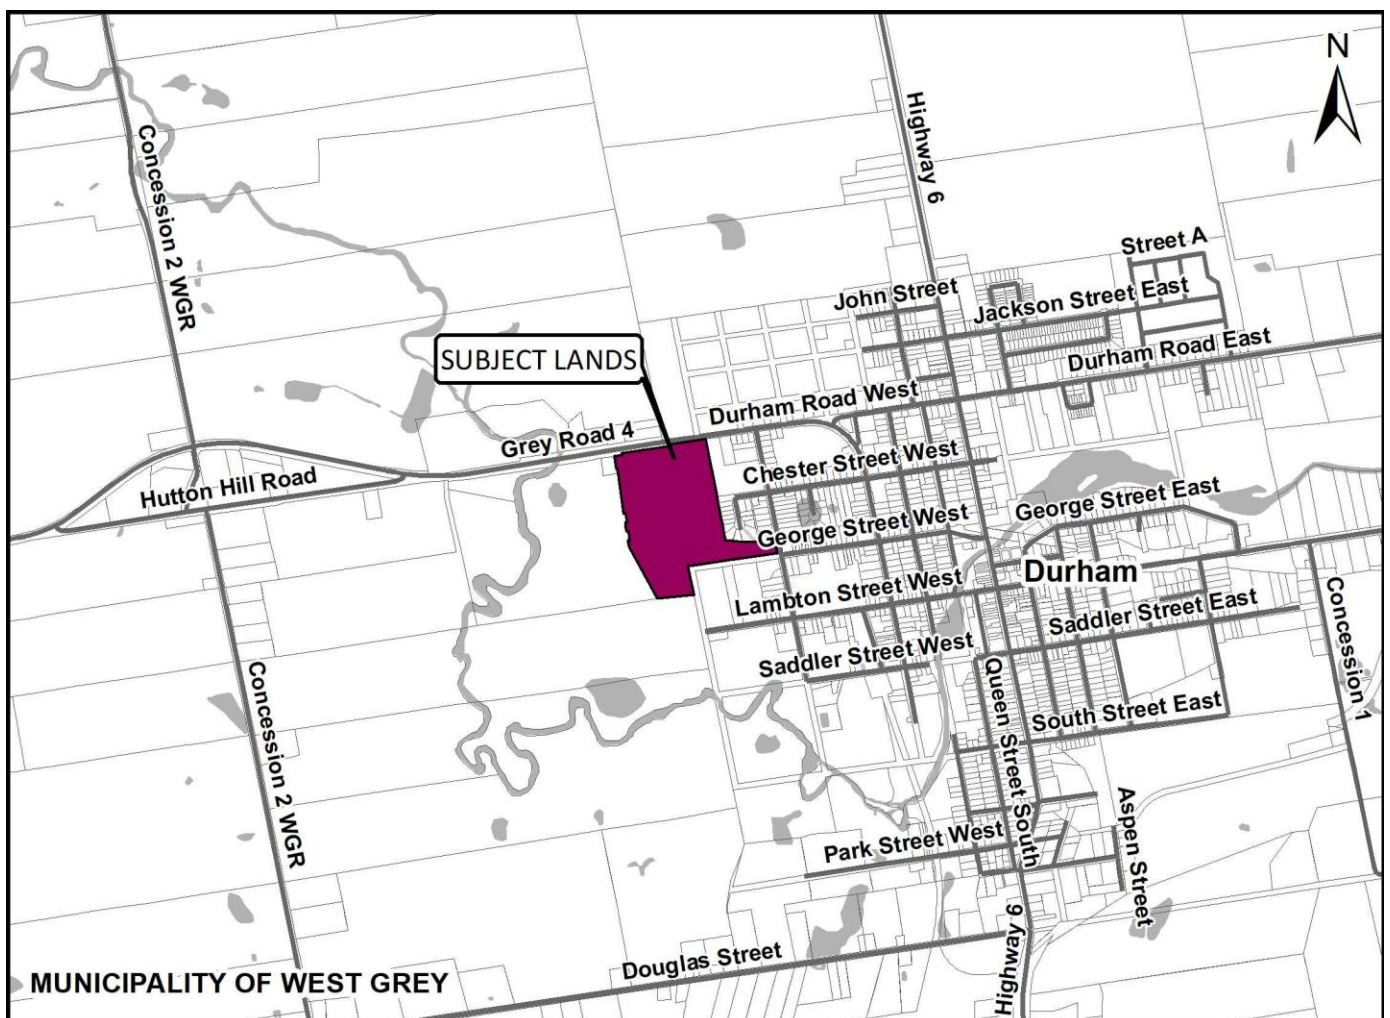 N
Highway 6
Concession 2 WGR
Street A
John Street
Jackson Street East
SUBJECT LANDS
Durham Road East
Durham Road West
Grey Road 4
Chester Street West
Hutton Hill Road
George Street East
George Street West
Durham
Lambton Street West
Saddler Street East
Concession 1
Saddler Street West
Concession 2 WGR
Queen Street South
South Street East
Aspen Street
Park Street West
Highway 6
Douglas Street
MUNICIPALITY OF WEST GREY